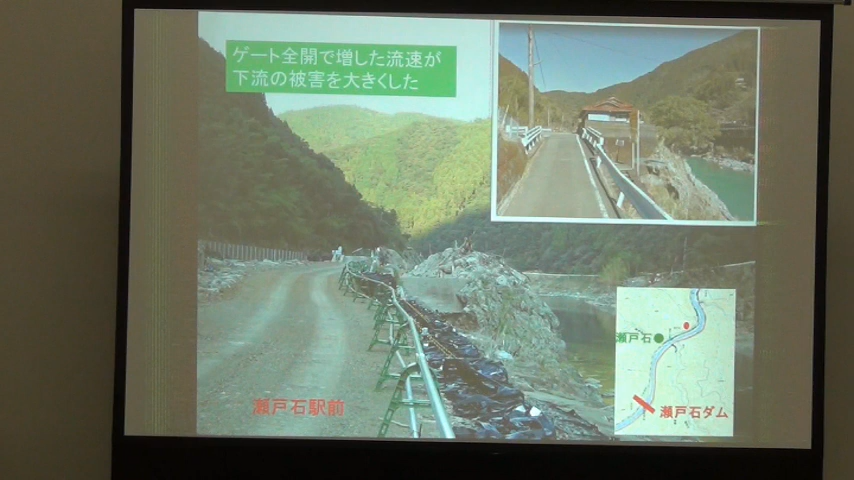 ゲート全開で増した流速が
下流の被害を大きくした
瀬戸石
瀬戸石駅前
瀬戸石ダム